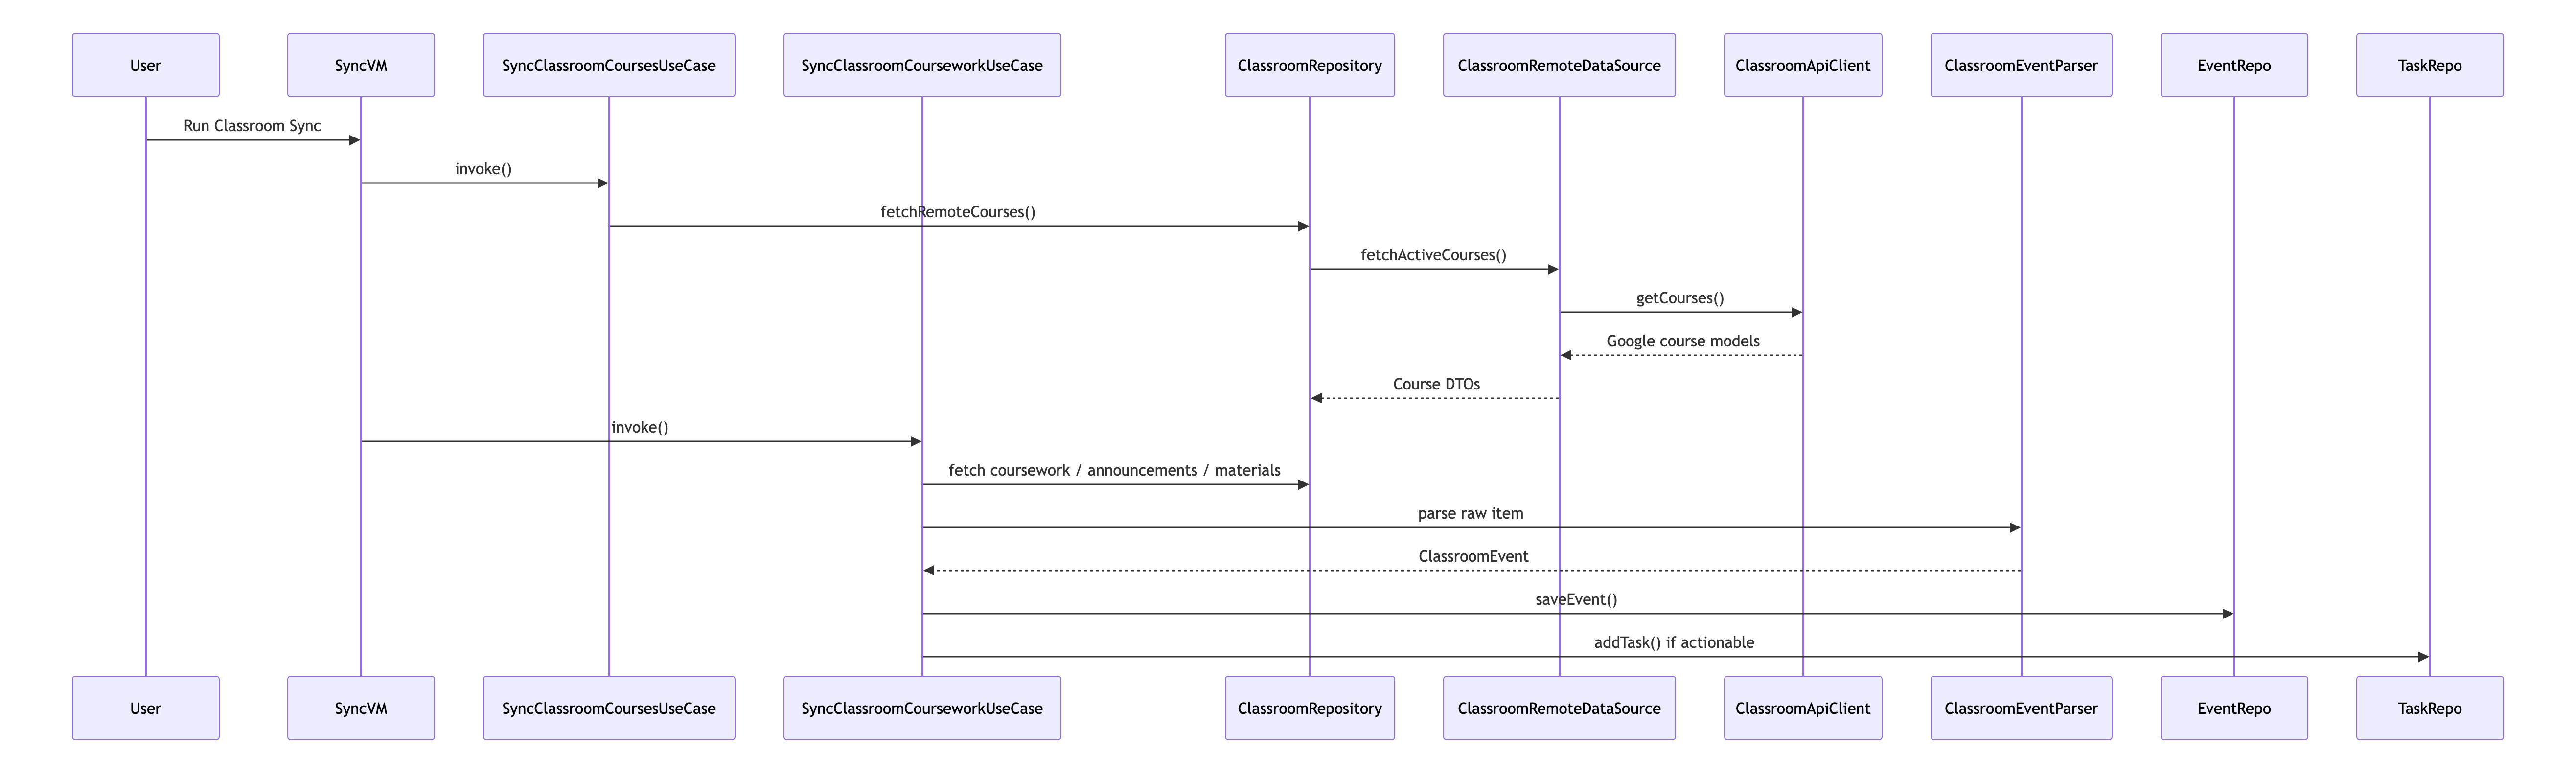 User
SyncVM
SyncClassroomCoursesUseCase
SyncClassroomCourseworkUseCase
ClassroomRepository
ClassroomRemoteDataSource
ClassroomApiClient
ClassroomEventParser
EventRepo
TaskRepo
Run Classroom Sync
invoke()
fetchRemoteCourses()
fetchActiveCourses()
getCourses()
Google course models
Course DTOs
invoke()
fetch coursework / announcements / materials
parse raw item
ClassroomEvent
saveEvent()
addTask() if actionable
User
SyncVM
SyncClassroomCoursesUseCase
SyncClassroomCourseworkUseCase
ClassroomRepository
ClassroomRemoteDataSource
ClassroomApiClient
ClassroomEventParser
EventRepo
TaskRepo